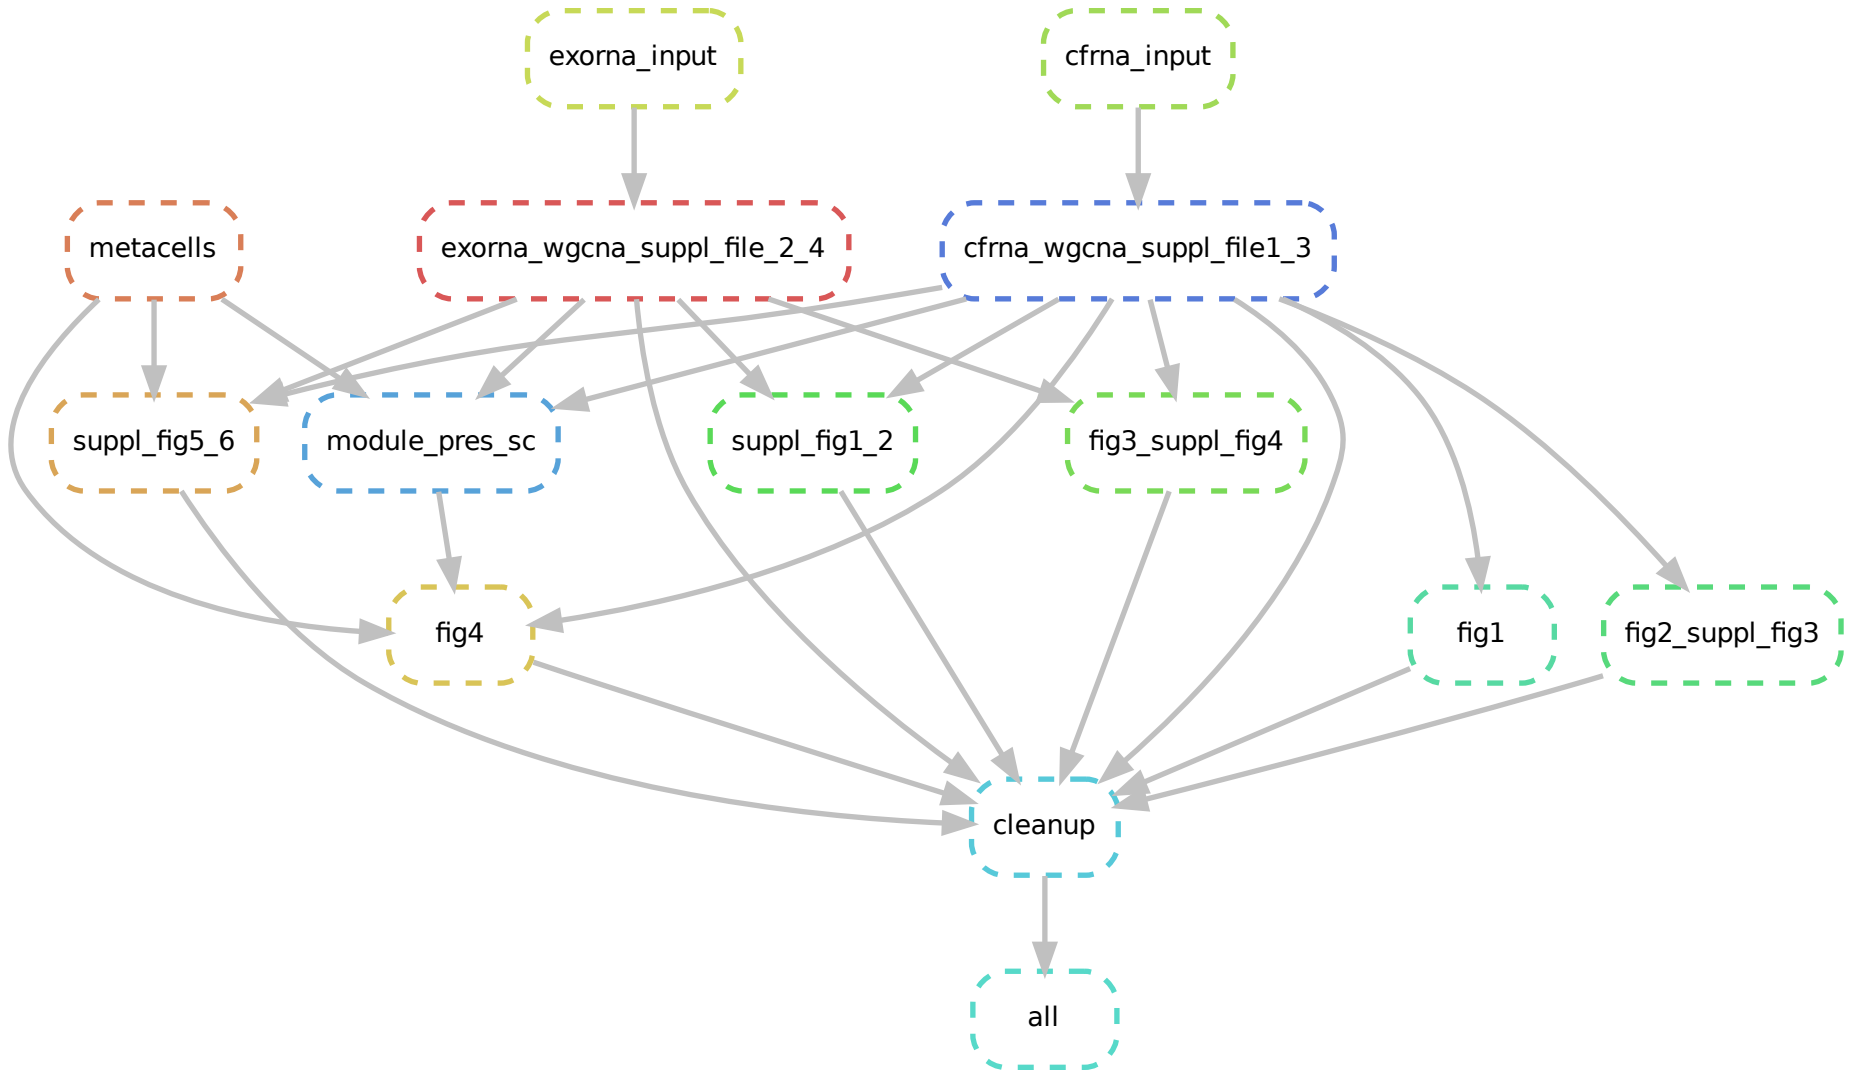 exorna_input
cfrna_input
metacells
exorna_wgcna_suppl_file_2_4
cfrna_wgcna_suppl_file1_3
suppl_fig5_6
module_pres_sc
suppl_fig1_2
fig3_suppl_fig4
fig4
fig1
fig2_suppl_fig3
cleanup
all